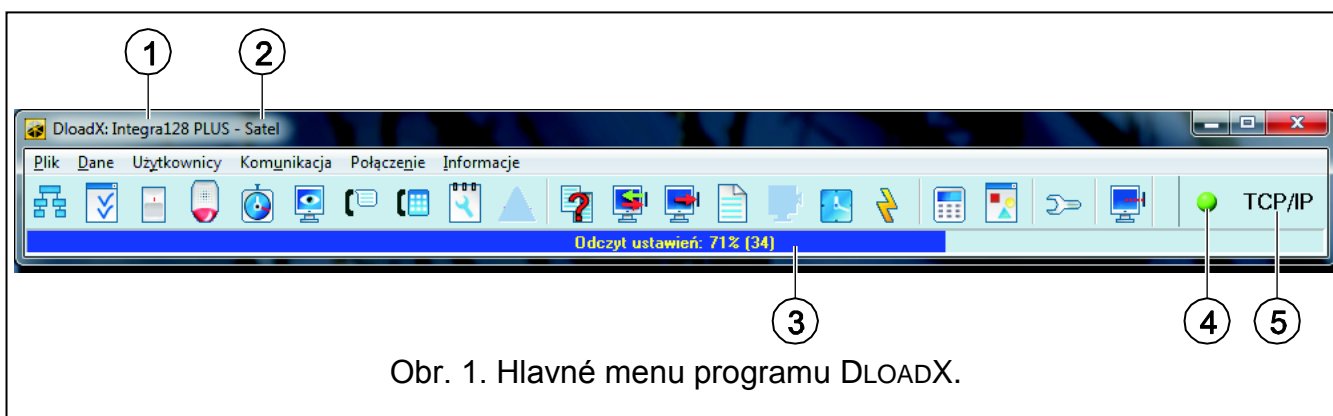 1 2
DloadX: Integra128 PLUS - Satel
Plik Dane Użytkownicy Komunikacja Połączenie Informacje
TCP/IP
Odczyt ustawień: 71% (34)
3 4 5
Obr. 1. Hlavné menu programu DLOADX.